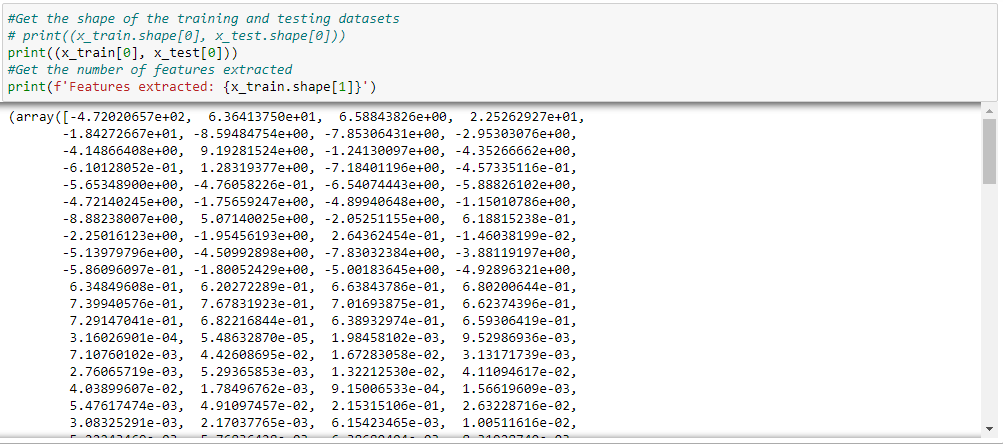 #Get the shape of the training and testing datasets
# print((x_train.shape[0], x_test.shape[0]))
print((x_train[0], x_test[0]))
#Get the number of features extracted
print(f'Features extracted: {x_train.shape[1]}')
(array([-4.72020657e+02,  6.36413750e+01,  6.58843826e+00,  2.25262927e+01,
-1.84272667e+01, -8.59484754e+00, -7.85306431e+00, -2.95303076e+00,
-4.14866408e+00,  9.19281524e+00, -1.24130097e+00, -4.35266662e+00,
-6.10128052e-01,  1.28319377e+00, -7.18401196e+00, -4.57335116e-01,
-5.65348900e+00, -4.76058226e-01, -6.54074443e+00, -5.88826102e+00,
-4.72140245e+00, -1.75659247e+00, -4.89940648e+00, -1.15010786e+00,
-8.88238007e+00,  5.07140025e+00, -2.05251155e+00,  6.18815238e-01,
-2.25016123e+00, -1.95456193e+00,  2.64362454e-01, -1.46038199e-02,
-5.13979796e+00, -4.50992898e+00, -7.83032384e+00, -3.88119197e+00,
-5.86096097e-01, -1.80052429e+00, -5.00183645e+00, -4.92896321e+00,
6.34849608e-01,  6.20272289e-01,  6.63843786e-01,  6.80200644e-01,
7.39940576e-01,  7.67831923e-01,  7.01693875e-01,  6.62374396e-01,
7.29147041e-01,  6.82216844e-01,  6.38932974e-01,  6.59306419e-01,
3.16026901e-04,  5.48632870e-05,  1.98458102e-03,  9.52986936e-03,
7.10760102e-03,  4.42608695e-02,  1.67283058e-02,  3.13171739e-03,
2.76065719e-03,  5.29365853e-03,  1.32212530e-02,  4.11094617e-02,
4.03899607e-02,  1.78496762e-03,  9.15006533e-04,  1.56619609e-03,
5.47617474e-03,  4.91097457e-02,  2.15315106e-01,  2.63228716e-02,
3.08325291e-03,  2.17037765e-03,  6.15423465e-03,  1.00511616e-02,